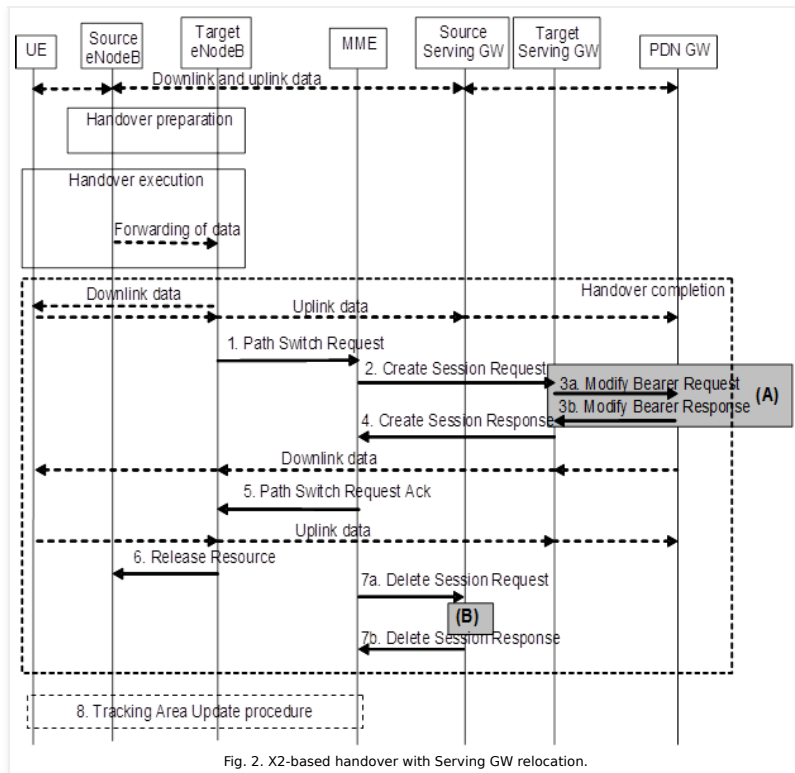 UE
Source
eNodeB
Target
eNodeB
MME
Source
Serving GW
Target
Serving GW
PDN GW
Downlink and uplink data
Handover preparation
Handover execution
Forwarding of data
Handover completion
Downlink data
Uplink data
1. Path Switch Request
2. Create Session Request
3a. Modify Bearer Request
(A)
3b. Modify Bearer Response
4. Create Session Response
Downlink data
5. Path Switch Request Ack
Uplink data
6. Release Resource
7a. Delete Session Request
(B)
7b. Delete Session Response
8. Tracking Area Update procedure
Fig. 2. X2-based handover with Serving GW relocation.